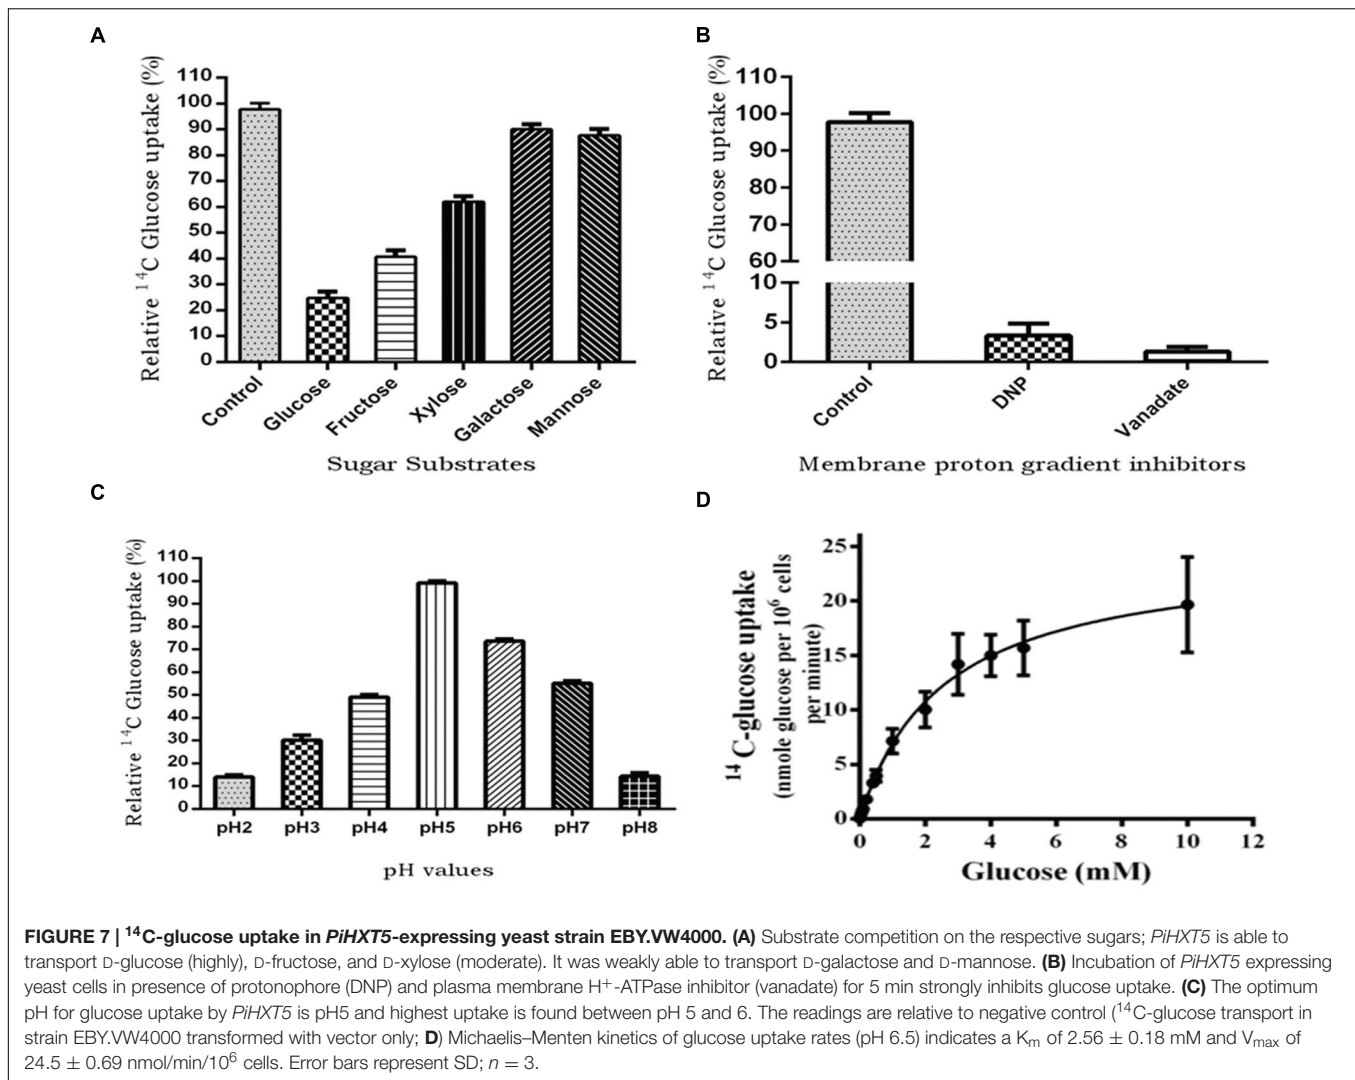 A
Relative 14C Glucose uptake (%)
110
100
90
80
70
60
50
40
30
20
10
0
Control
Glucose
Fructose
Xylose
Galactose
Mannose
Sugar Substrates
B
Relative 14C Glucose uptake (%)
110
100
90
80
70
60
10
5
0
Control
DNP
Vanadate
Membrane proton gradient inhibitors
C
Relative 14C Glucose uptake (%)
110
100
90
80
70
60
50
40
30
20
10
0
pH2
pH3
pH4
pH5
pH6
pH7
pH8
pH values
D
14C-glucose uptake
(nmole glucose per 10^6 cells
per minute)
25
20
15
10
5
0
0
2
4
6
8
10
12
Glucose (mM)
FIGURE 7 | 14C-glucose uptake in PiHXT5-expressing yeast strain EBY.VW4000. (A) Substrate competition on the respective sugars; PiHXT5 is able to
transport D-glucose (highly), D-fructose, and D-xylose (moderate). It was weakly able to transport D-galactose and D-mannose. (B) Incubation of PiHXT5 expressing
yeast cells in presence of protonophore (DNP) and plasma membrane H+-ATPase inhibitor (vanadate) for 5 min strongly inhibits glucose uptake. (C) The optimum
pH for glucose uptake by PiHXT5 is pH5 and highest uptake is found between pH 5 and 6. The readings are relative to negative control (14C-glucose transport in
strain EBY.VW4000 transformed with vector only; D) Michaelis–Menten kinetics of glucose uptake rates (pH 6.5) indicates a Km of 2.56 ± 0.18 mM and Vmax of
24.5 ± 0.69 nmol/min/10^6 cells. Error bars represent SD; n = 3.